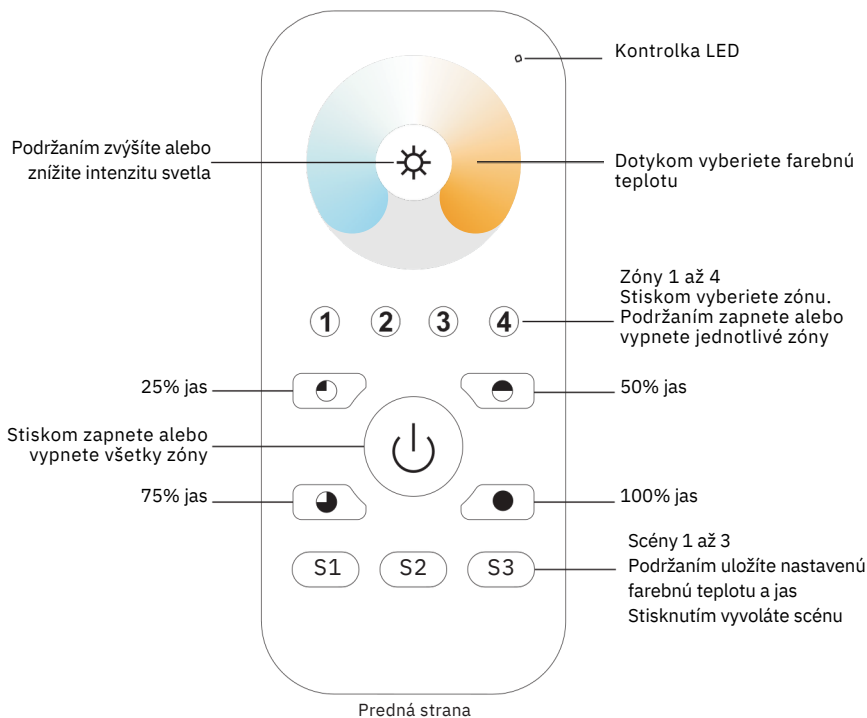 Kontrolka LED
Podržaním zvýšíte alebo
znížite intenzitu svetla
Dotykom vyberiete farebnú
teplotu
Zóny 1 až 4
Stiskom vyberiete zónu.
Podržaním zapnete alebo
vypnete jednotlivé zóny
1 2 3 4
25% jas
50% jas
Stiskom zapnete alebo
vypnete všetky zóny
75% jas
100% jas
Scény 1 až 3
Podržaním uložíte nastavenú
farebnú teplotu a jas
Stisknutím vyvoláte scénu
S1 S2 S3
Predná strana